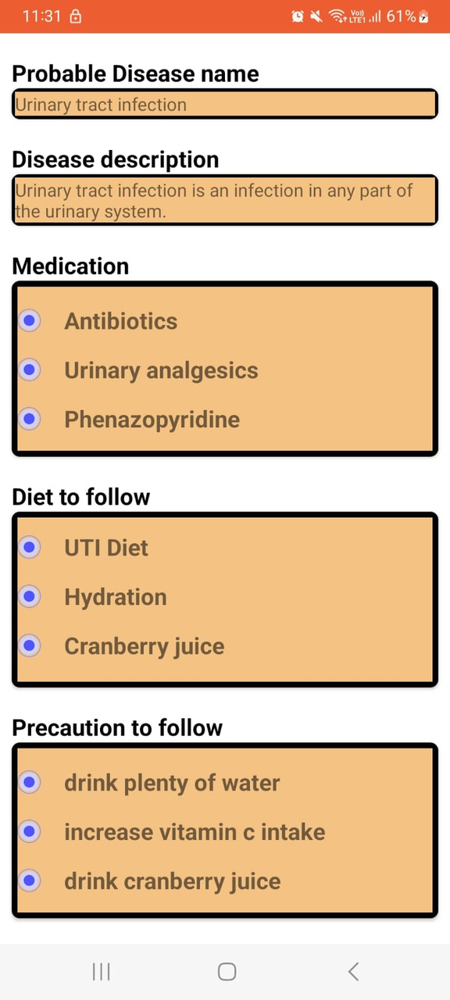 11:31 Vo)) LTE1 61%
Probable Disease name
Urinary tract infection
Disease description
Urinary tract infection is an infection in any part of
the urinary system.
Medication
Antibiotics
Urinary analgesics
Phenazopyridine
Diet to follow
UTI Diet
Hydration
Cranberry juice
Precaution to follow
drink plenty of water
increase vitamin c intake
drink cranberry juice